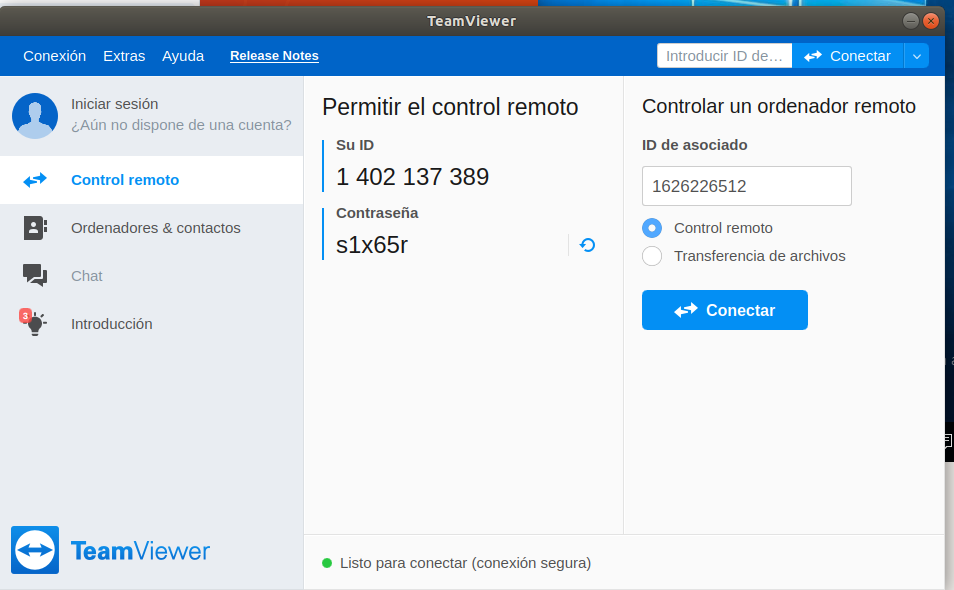 TeamViewer
Conexión Extras Ayuda Release Notes
Introducir ID de... Conectar
Iniciar sesión
¿Aún no dispone de una cuenta?
Control remoto
Ordenadores & contactos
Chat
3
Introducción
TeamViewer
Permitir el control remoto
Su ID
1 402 137 389
Contraseña
s1x65r
Controlar un ordenador remoto
ID de asociado
1626226512
Control remoto
Transferencia de archivos
Conectar
Listo para conectar (conexión segura)